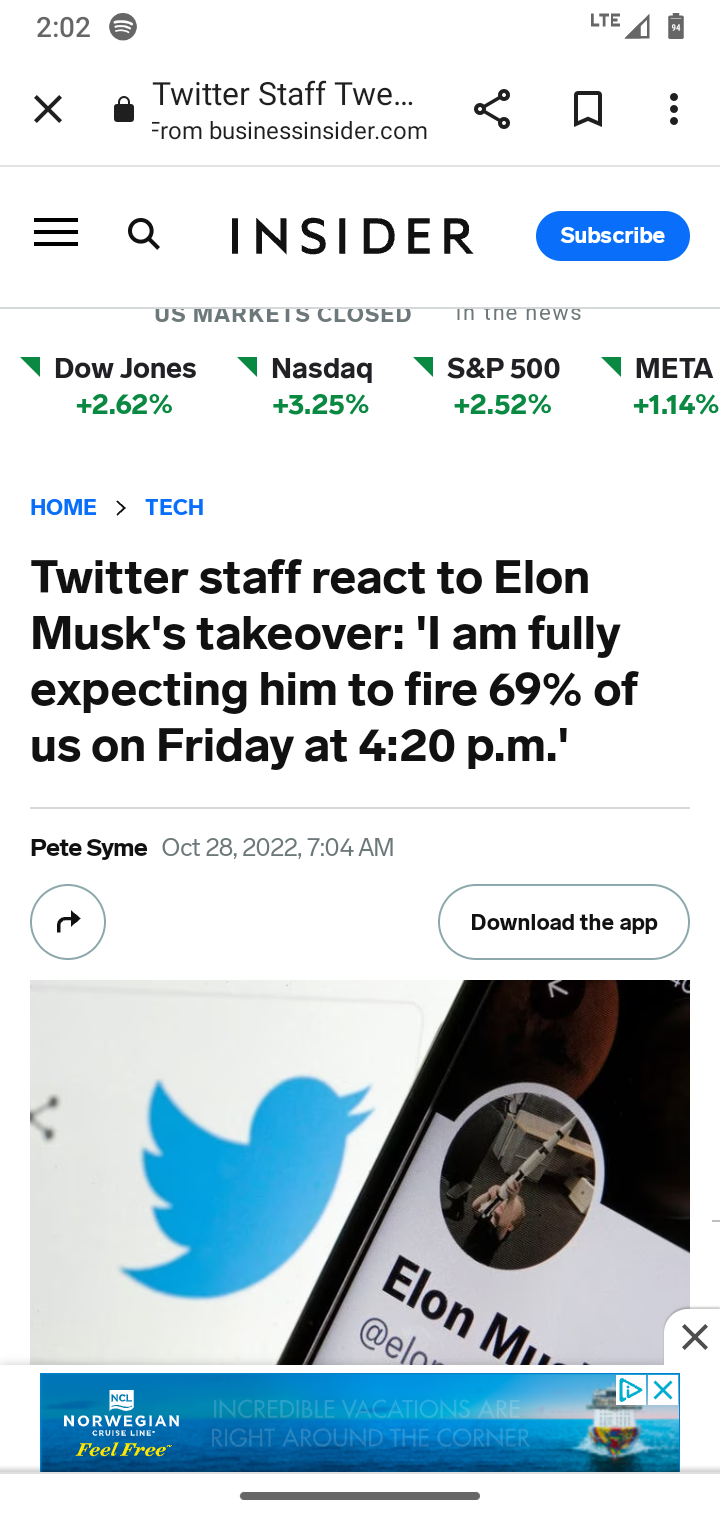 2:02
LTE
94
Twitter Staff Twe...
From businessinsider.com
INSIDER
Subscribe
US MARKETS CLOSED In the news
Dow Jones Nasdaq S&P 500 META
+2.62% +3.25% +2.52% +1.14%
HOME > TECH
Twitter staff react to Elon
Musk's takeover: 'I am fully
expecting him to fire 69% of
us on Friday at 4:20 p.m.'
Pete Syme Oct 28, 2022, 7:04 AM
Download the app
Elon Mus
@elon
NCL
NORWEGIAN
CRUISE LINE
Feel Free
INCREDIBLE VACATIONS ARE
RIGHT AROUND THE CORNER